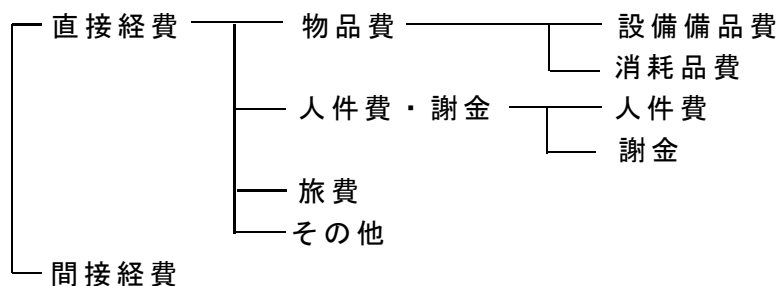 直接経費 物品費 設備備品費
消耗品費
人件費・謝金 人件費
謝金
旅費
その他
間接経費